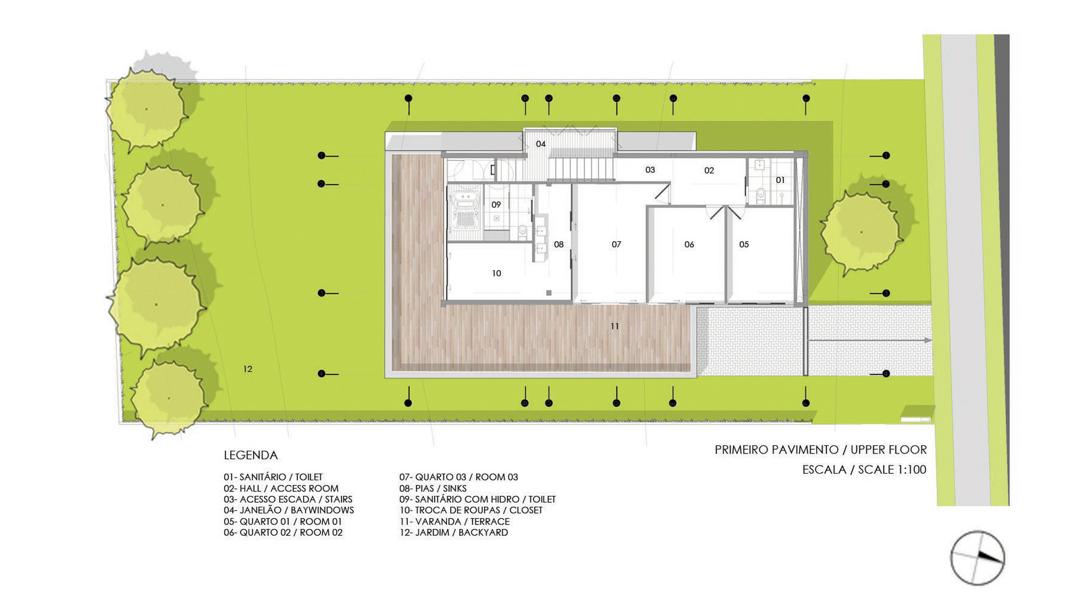 04
03
02
01
09
08
07
06
05
10
11
12
LEGENDA
01- SANITÁRIO / TOILET
02- HALL / ACCESS ROOM
03- ACESSO ESCADA / STAIRS
04- JANELÃO / BAYWINDOWS
05- QUARTO 01 / ROOM 01
06- QUARTO 02 / ROOM 02
07- QUARTO 03 / ROOM 03
08- PIAS / SINKS
09- SANITÁRIO COM HIDRO / TOILET
10- TROCA DE ROUPAS / CLOSET
11- VARANDA / TERRACE
12- JARDIM / BACKYARD
PRIMEIRO PAVIMENTO / UPPER FLOOR
ESCALA / SCALE 1:100